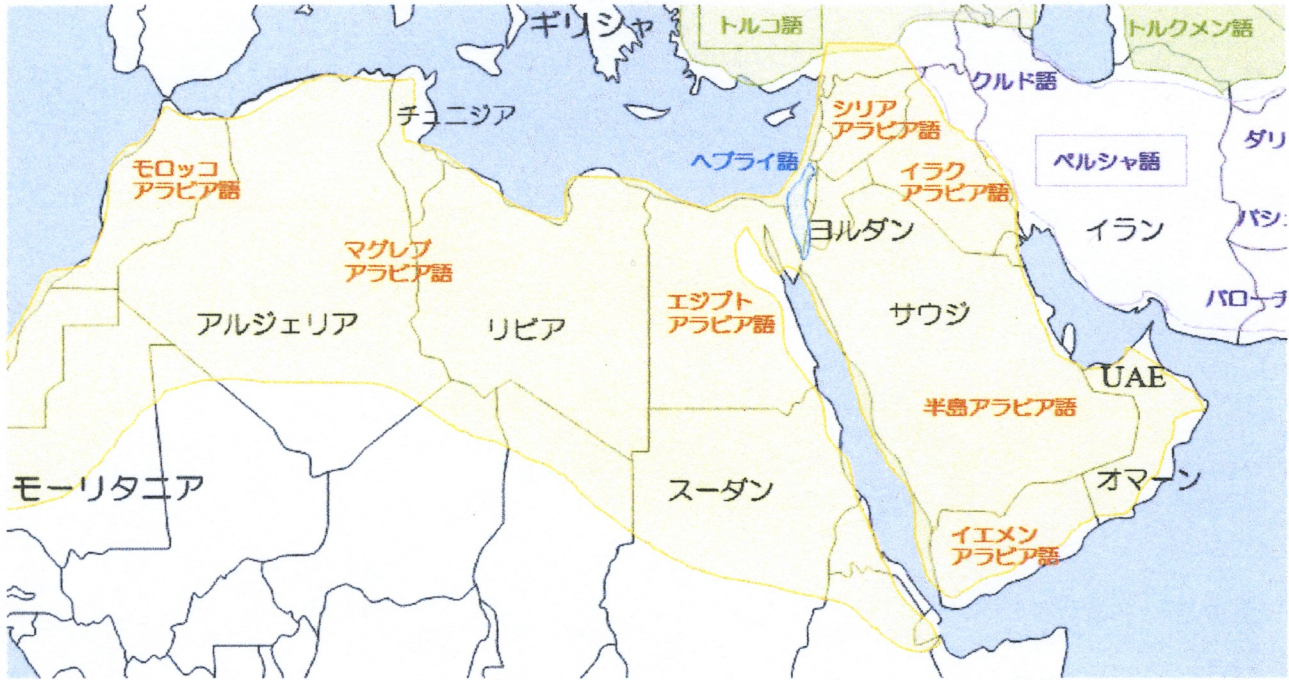 ギリシャ
トルコ語
トルクメン語
クルド語
チュニジア
シリア
アラビア語
ダリ
ヘブライ語
ペルシャ語
モロッコ
アラビア語
イラク
アラビア語
ヨルダン
イラン
パシ
マグレブ
アラビア語
エジプト
アラビア語
バローチ
アルジェリア
リビア
サウジ
UAE
半島アラビア語
モーリタニア
スーダン
オマーン
イエメン
アラビア語